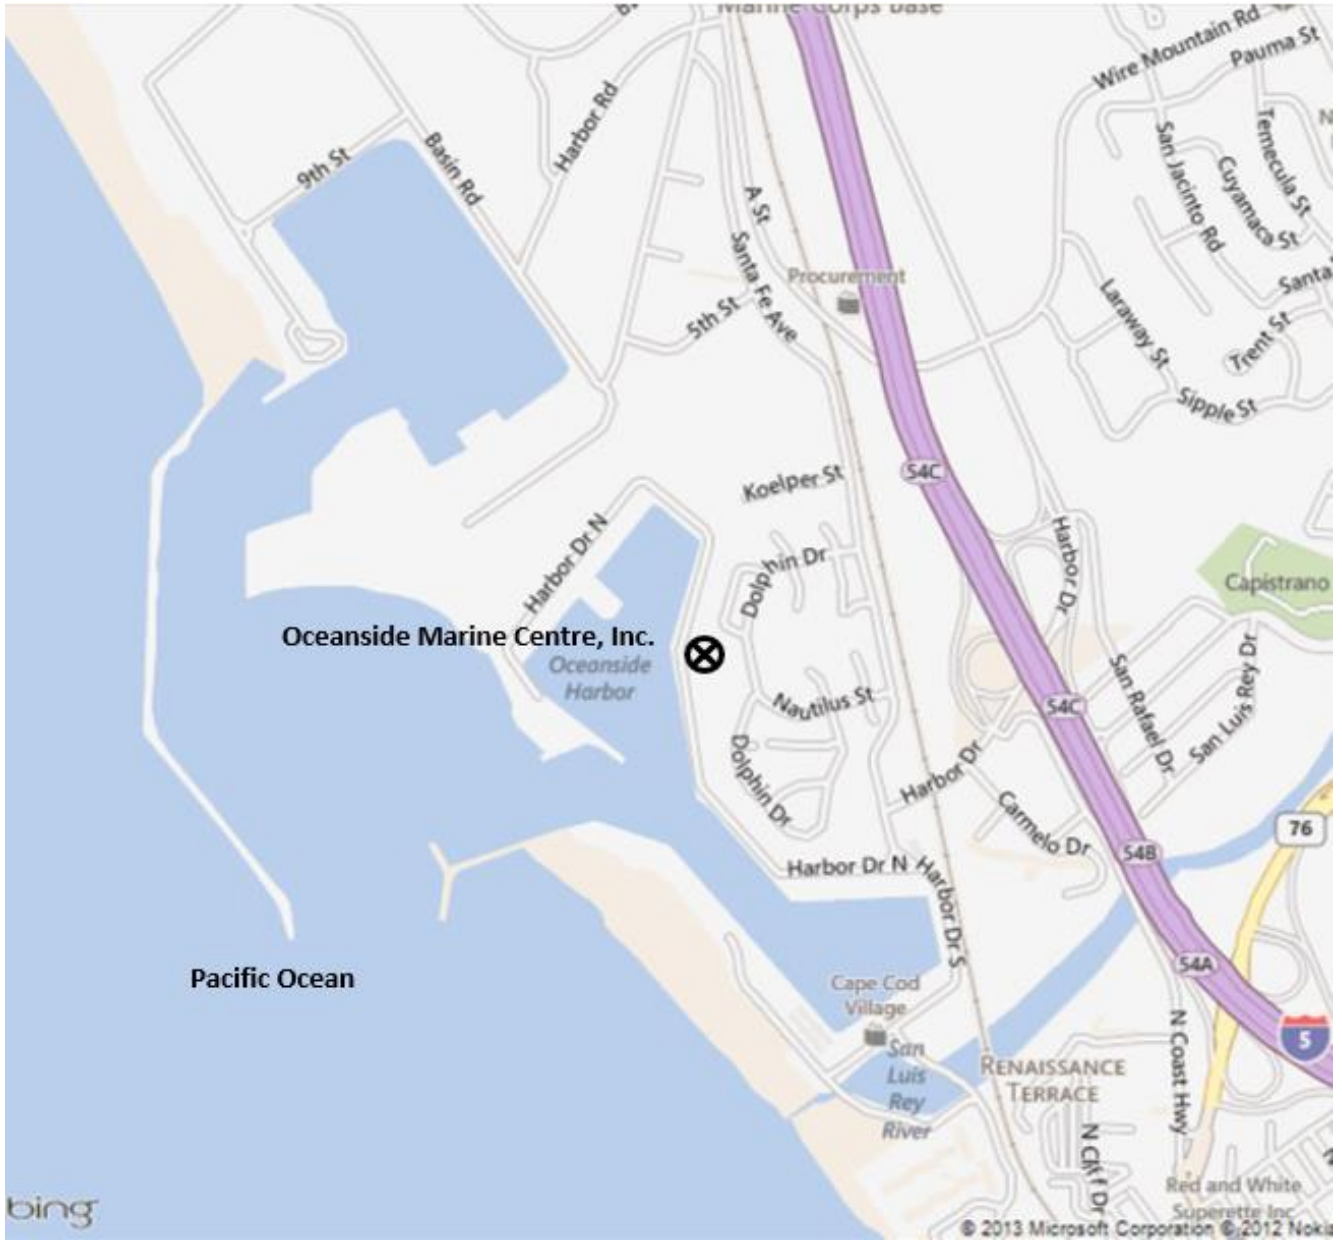 Marine Corps Base
Wire Mountain Rd
Pauma St
Harbor Rd
Basin Rd
9th St
San Jacinto Rd
Temecula St
Cuyamaca St
A St
Santa Fe Ave
Procurement
5th St
Santa
Laraway St
Trent St
Sipple St
54C
Koelper St
Harbor Dr N
Dolphin Dr
Harbor Dr
Capistrano
Oceanside Marine Centre, Inc.
Oceanside
Harbor
Nautilus St
54C
San Rafael Dr
San Luis Rey Dr
Dolphin Dr
Harbor Dr
Carmelo Dr
76
54B
Harbor Dr N
Harbor Dr S
54A
Pacific Ocean
Cape Cod
Village
5
San
Luis
Rey
River
RENAISSANCE
TERRACE
N Coast Hwy
N Cliff Dr
Red and White
Superette Inc
bing
© 2013 Microsoft Corporation © 2012 Nokia